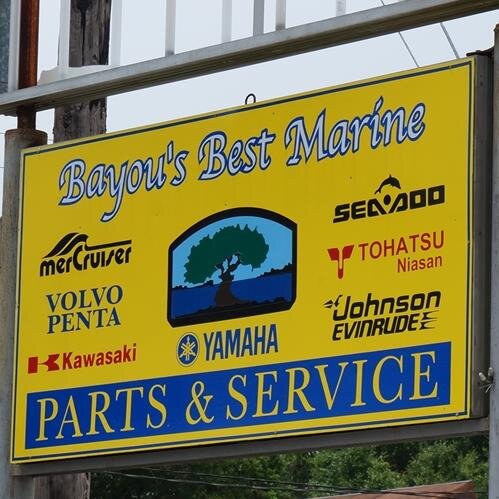 Bayou's Best Marine
merCruiser
VOLVO
PENTA
Kawasaki
YAMAHA
SEADOO
TOHATSU
Niasan
Johnson
EVINRUDE
PARTS & SERVICE